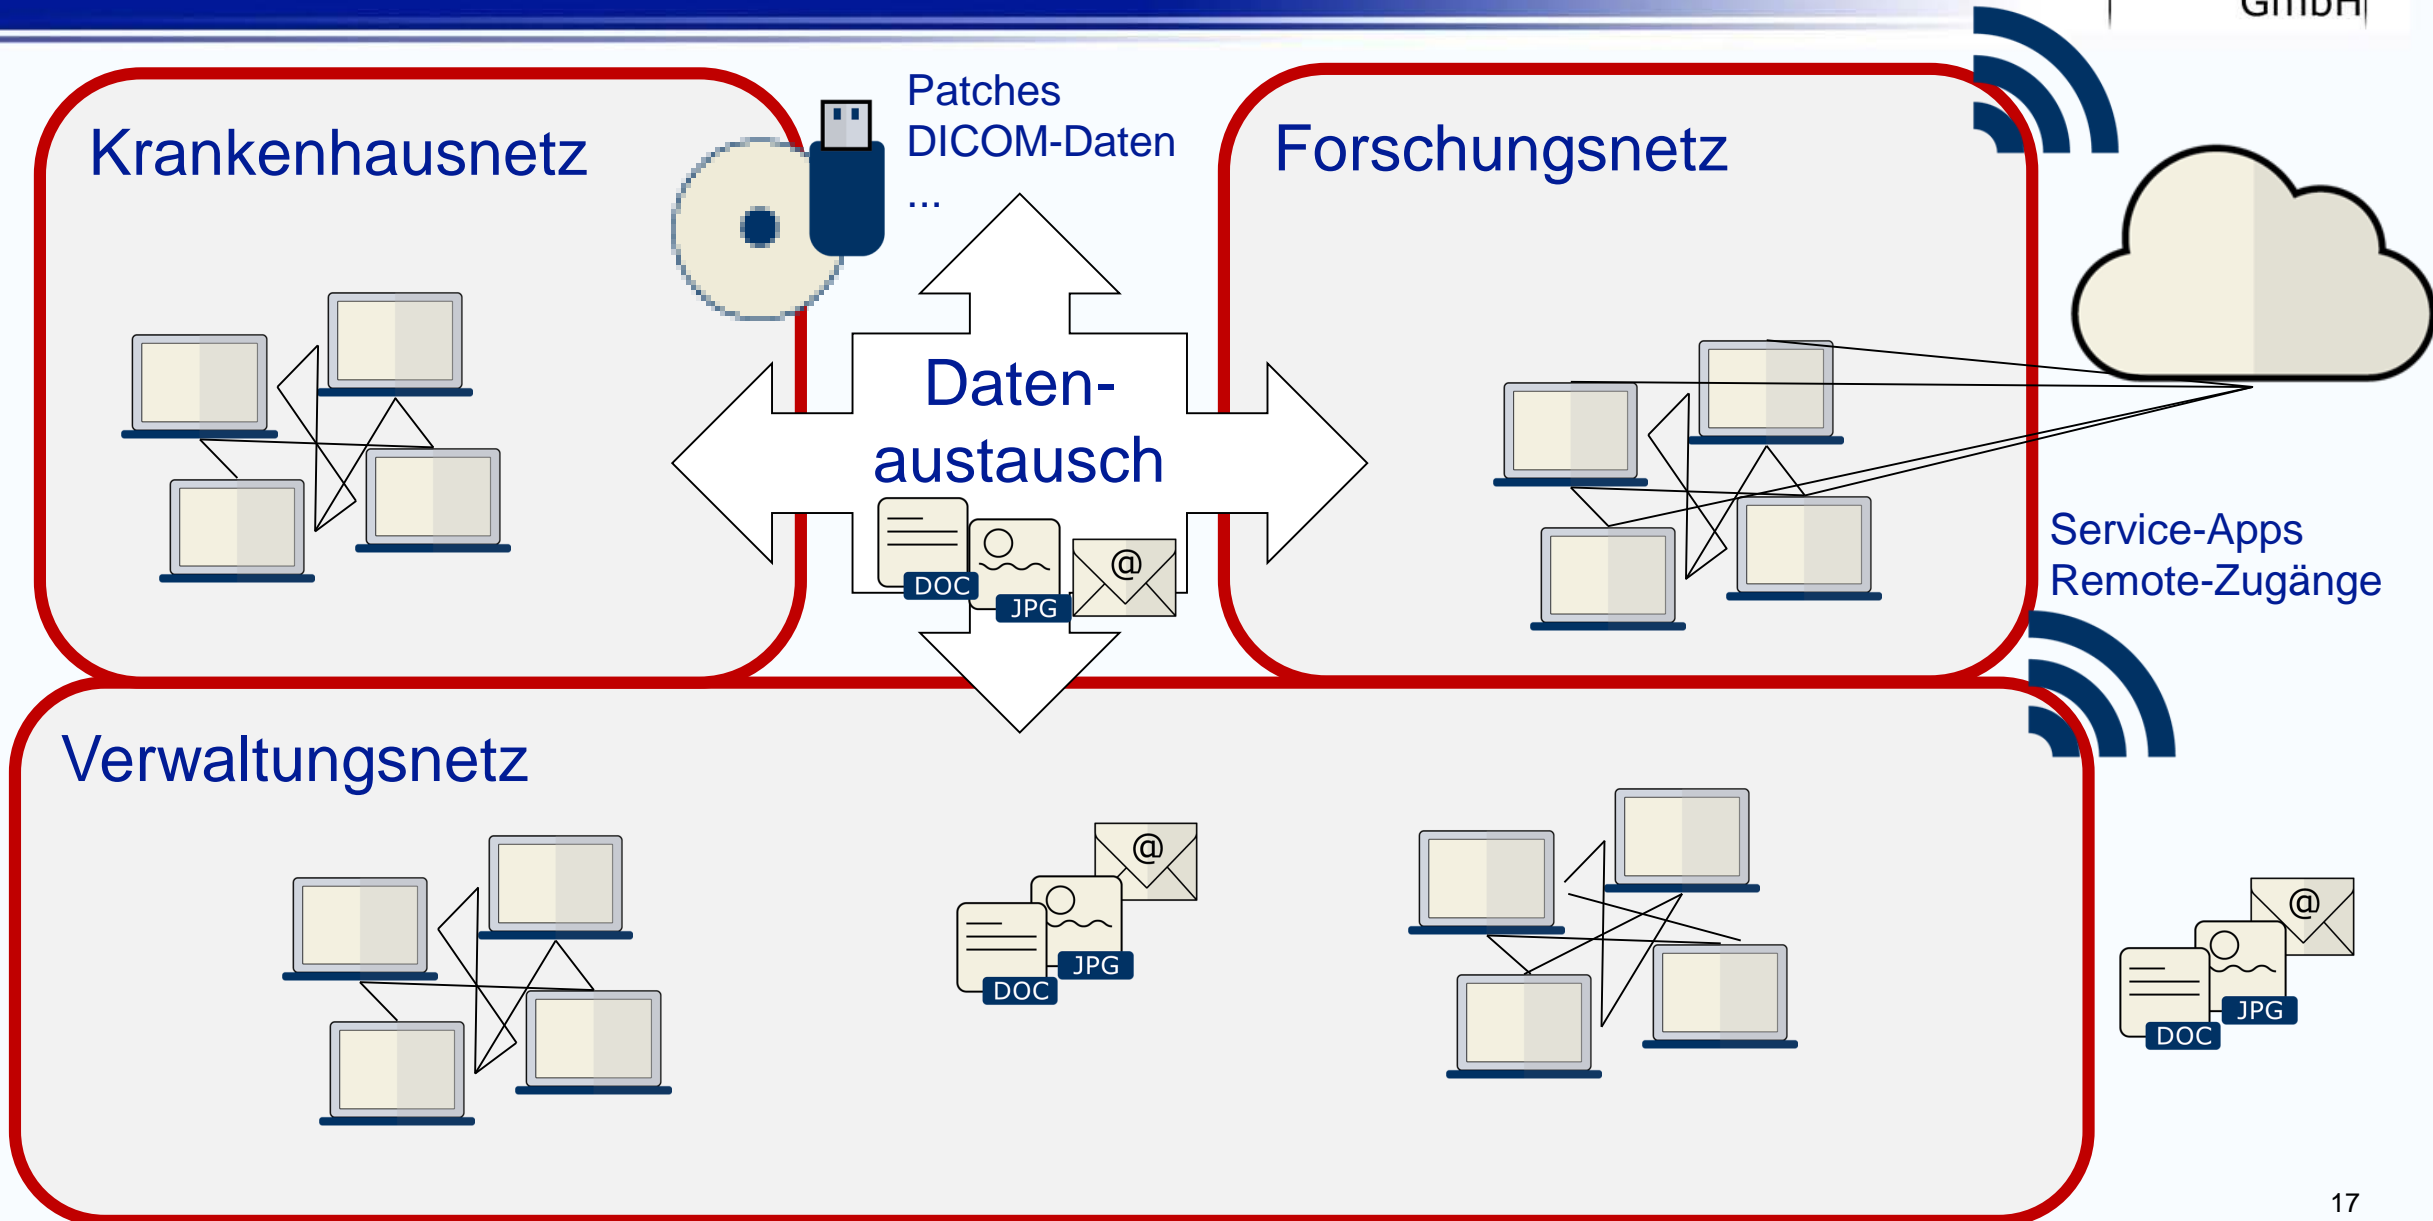 GmbH
Patches
DICOM-Daten
...
Krankenhausnetz
Forschungsnetz
Daten-
austausch
DOC
JPG
@
Service-Apps
Remote-Zugänge
Verwaltungsnetz
@
JPG
DOC
@
JPG
DOC
17